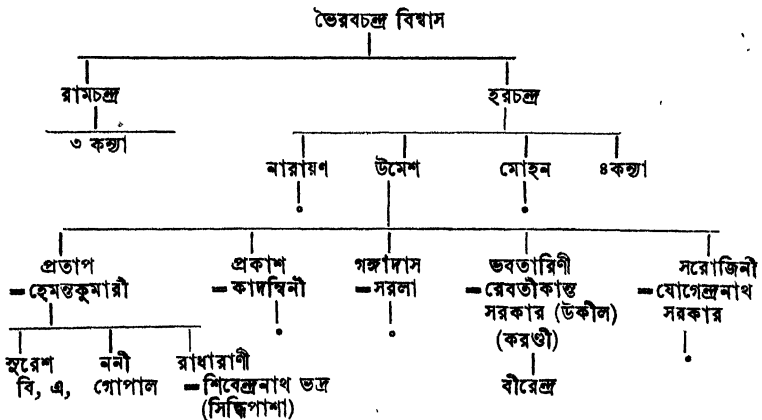 ভৈরবচন্দ্র বিশ্বাস
রামচন্দ্র হরচন্দ্র
৩ কন্যা
নারায়ণ উমেশ মোহন ৪কন্যা
প্রতাপ প্রকাশ গঙ্গাদাস ভবতারিণী সরোজিনী
=হেমন্তকুমারী =কাদম্বিনী =সরলা =রেবতীকান্ত =যোগেন্দ্রনাথ
সরকার (উকীল) সরকার
(করণ্ডী)
সুরেশ ননী রাধারাণী
বি, এ, গোপাল =শিবেন্দ্রনাথ ভদ্র বীরেন্দ্র
(সিদ্ধিপাশা)